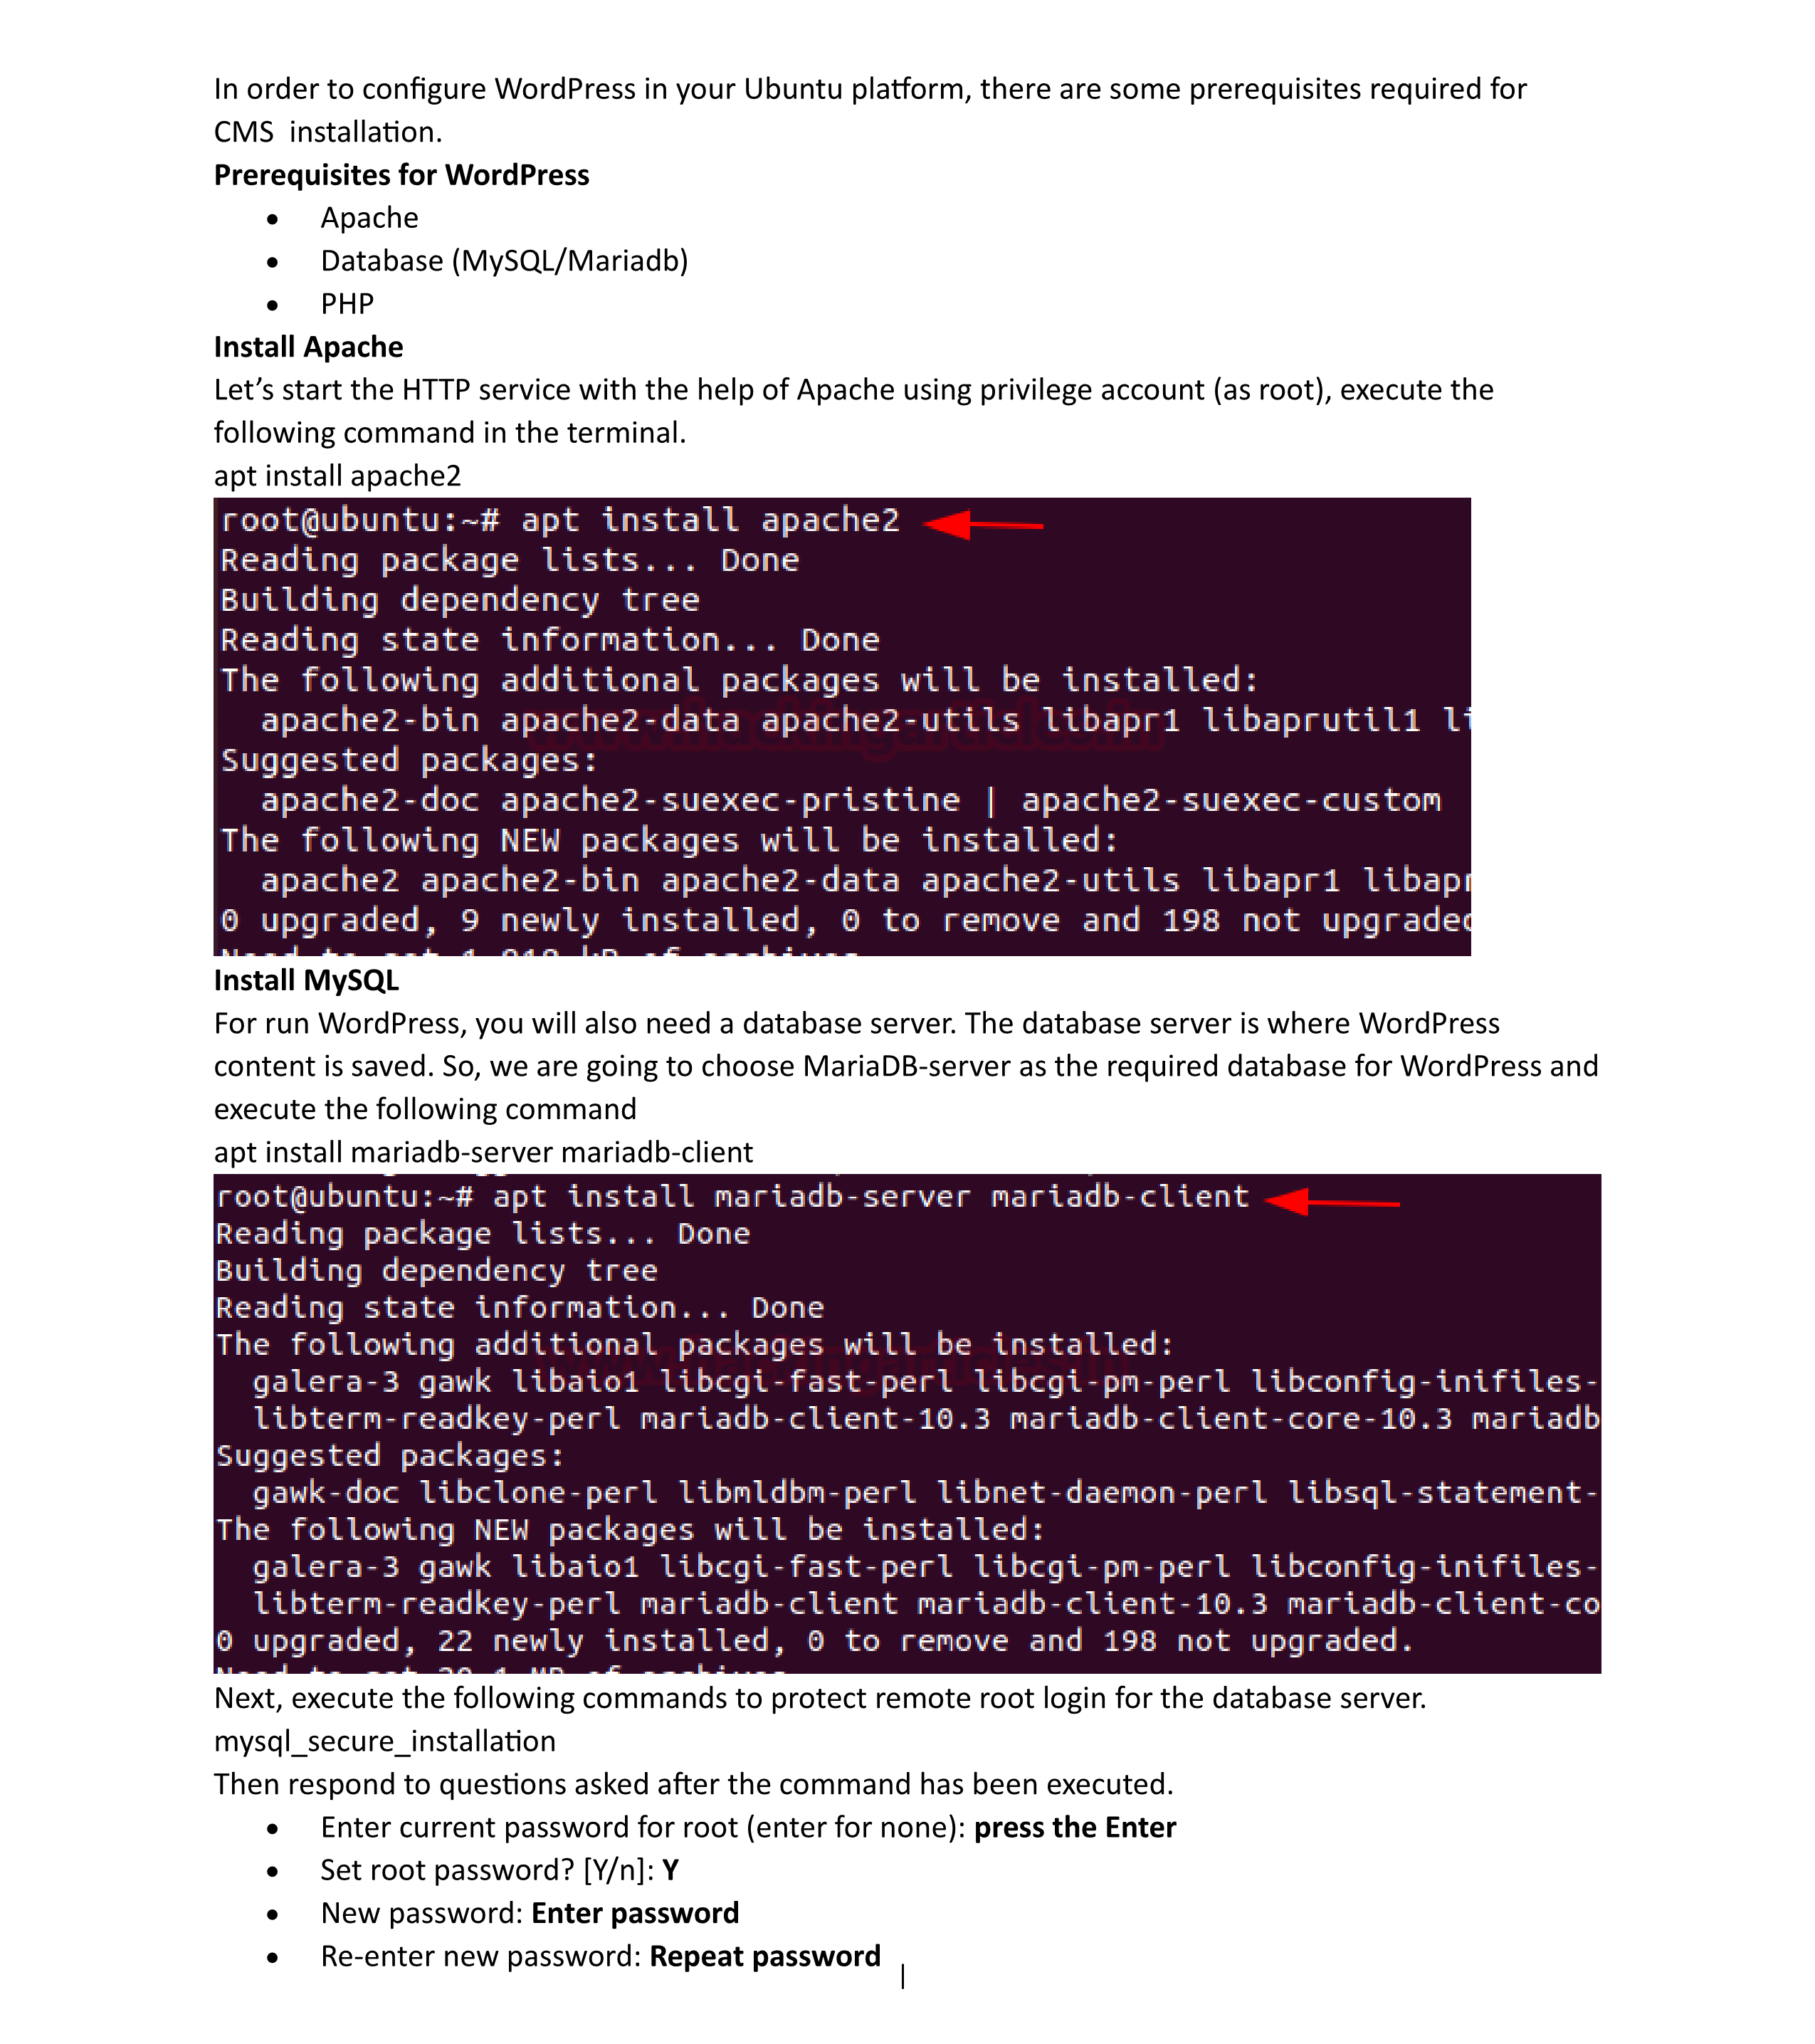 In order to configure WordPress in your Ubuntu platform, there are some prerequisites required for
CMS  installation.
Prerequisites for WordPress
• Apache
• Database (MySQL/Mariadb)
• PHP
Install Apache
Let’s start the HTTP service with the help of Apache using privilege account (as root), execute the
following command in the terminal.
apt install apache2
root@ubuntu:~# apt install apache2
Reading package lists... Done
Building dependency tree
Reading state information... Done
The following additional packages will be installed:
  apache2-bin apache2-data apache2-utils libapr1 libaprutil1 li
Suggested packages:
  apache2-doc apache2-suexec-pristine | apache2-suexec-custom
The following NEW packages will be installed:
  apache2 apache2-bin apache2-data apache2-utils libapr1 libapr
0 upgraded, 9 newly installed, 0 to remove and 198 not upgraded
Install MySQL
For run WordPress, you will also need a database server. The database server is where WordPress
content is saved. So, we are going to choose MariaDB-server as the required database for WordPress and
execute the following command
apt install mariadb-server mariadb-client
root@ubuntu:~# apt install mariadb-server mariadb-client
Reading package lists... Done
Building dependency tree
Reading state information... Done
The following additional packages will be installed:
  galera-3 gawk libaio1 libcgi-fast-perl libcgi-pm-perl libconfig-inifiles-
  libterm-readkey-perl mariadb-client-10.3 mariadb-client-core-10.3 mariadb
Suggested packages:
  gawk-doc libclone-perl libmldbm-perl libnet-daemon-perl libsql-statement-
The following NEW packages will be installed:
  galera-3 gawk libaio1 libcgi-fast-perl libcgi-pm-perl libconfig-inifiles-
  libterm-readkey-perl mariadb-client mariadb-client-10.3 mariadb-client-co
0 upgraded, 22 newly installed, 0 to remove and 198 not upgraded.
Next, execute the following commands to protect remote root login for the database server.
mysql_secure_installation
Then respond to questions asked after the command has been executed.
• Enter current password for root (enter for none): press the Enter
• Set root password? [Y/n]: Y
• New password: Enter password
• Re-enter new password: Repeat password